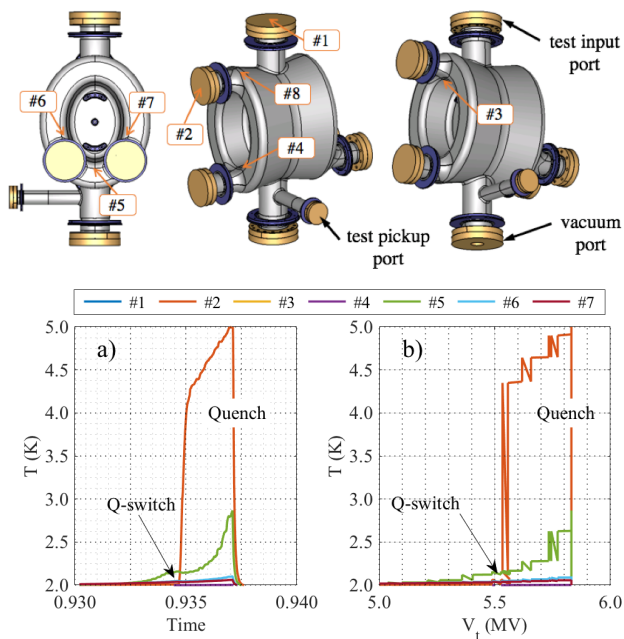 #1
test input
port
#6
#7
#8
#3
#2
#4
#5
test pickup
port
vacuum
port
#1 #2 #3 #4 #5 #6 #7
a)
Quench
Q-switch
T (K)
5.0
4.5
4.0
3.5
3.0
2.5
2.0
0.930 0.935 0.940
Time
b)
Quench
Q-switch
T (K)
5.0
4.5
4.0
3.5
3.0
2.5
2.0
5.0 5.5 6.0
Vt (MV)